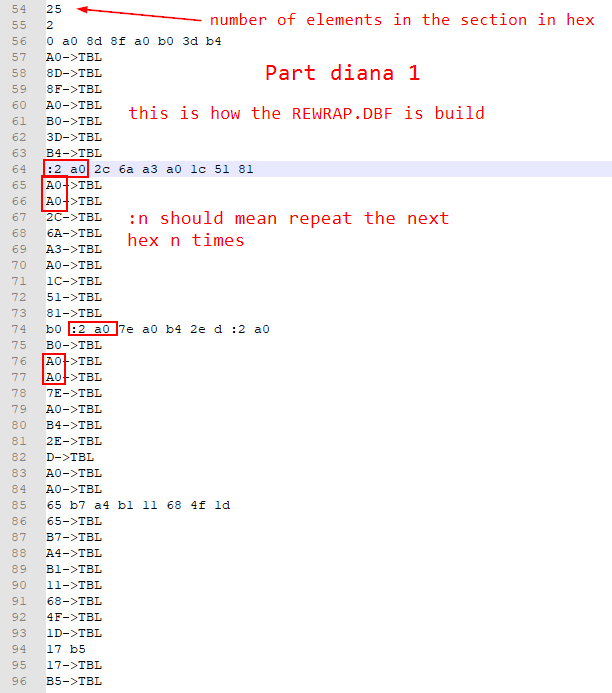 54 25 number of elements in the section in hex
55 2
56 0 a0 8d 8f a0 b0 3d b4
57 A0->TBL
58 8D->TBL Part diana 1
59 8F->TBL
60 A0->TBL
61 B0->TBL this is how the REWRAP.DBF is build
62 3D->TBL
63 B4->TBL
64 :2 a0 2c 6a a3 a0 1c 51 81
65 A0->TBL
66 A0->TBL
67 2C->TBL :n should mean repeat the next
68 6A->TBL hex n times
69 A3->TBL
70 A0->TBL
71 1C->TBL
72 51->TBL
73 81->TBL
74 b0 :2 a0 7e a0 b4 2e d :2 a0
75 B0->TBL
76 A0->TBL
77 A0->TBL
78 7E->TBL
79 A0->TBL
80 B4->TBL
81 2E->TBL
82 D->TBL
83 A0->TBL
84 A0->TBL
85 65 b7 a4 b1 11 68 4f 1d
86 65->TBL
87 B7->TBL
88 A4->TBL
89 B1->TBL
90 11->TBL
91 68->TBL
92 4F->TBL
93 1D->TBL
94 17 b5
95 17->TBL
96 B5->TBL